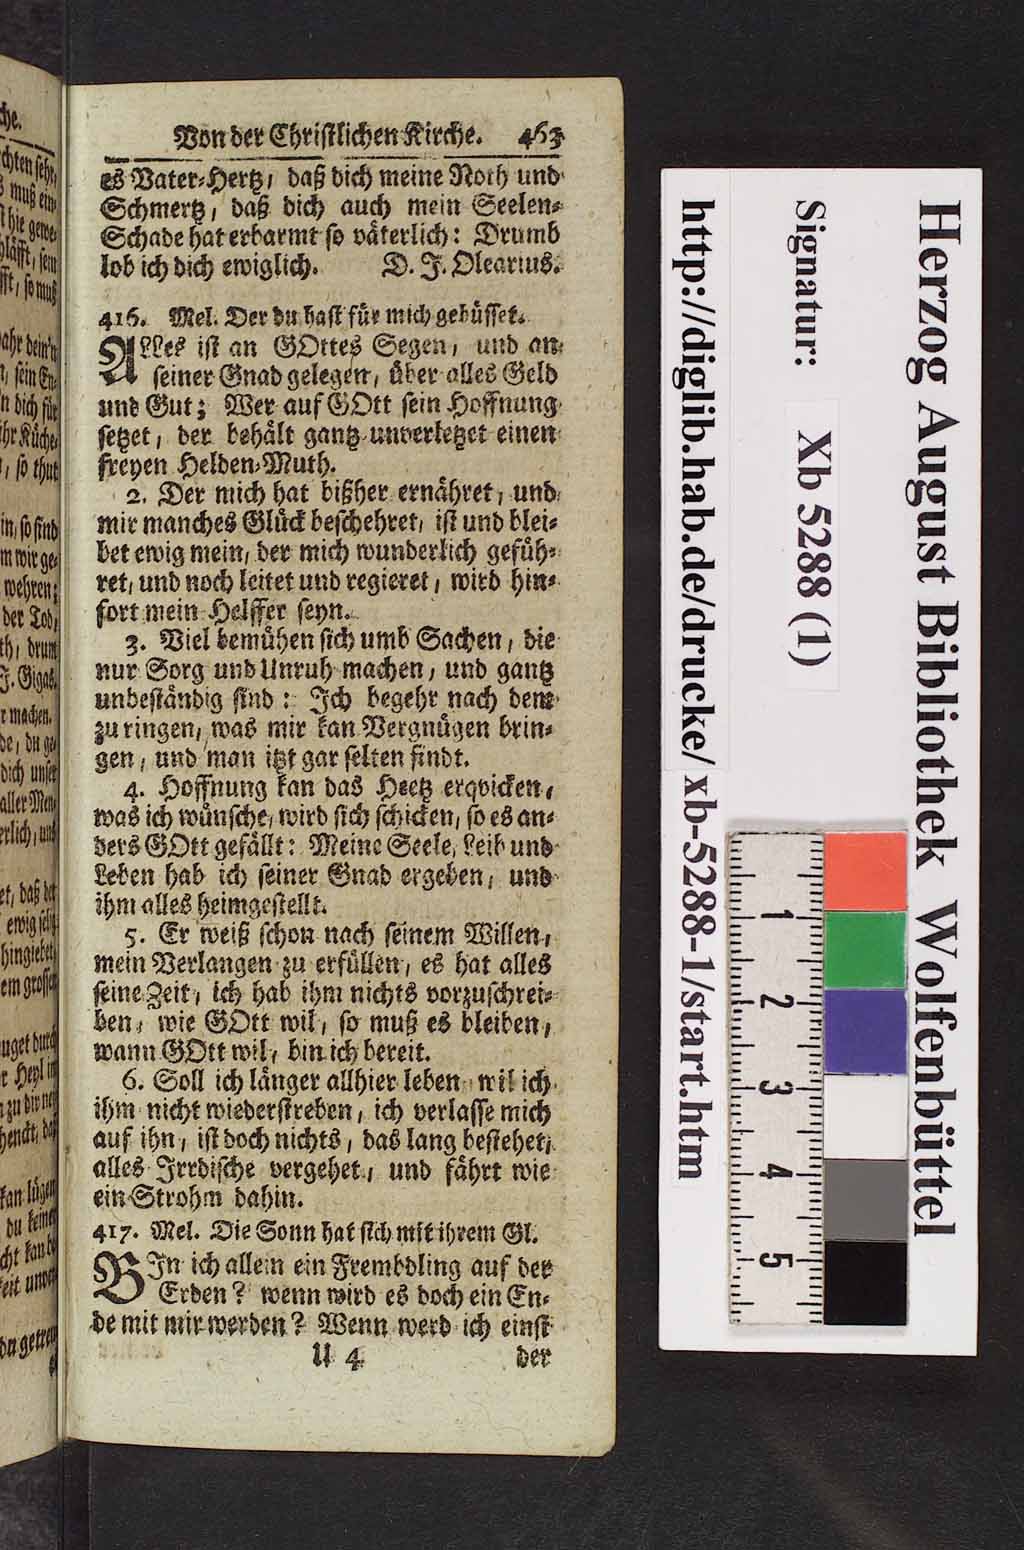 Von der Christlichen Kirche. 463
es Vater-Hertz, daß dich meine Noth und
Schmertz, daß dich auch mein Seelen-
Schade hat erbarmt so väterlich: Drumb
lob ich dich ewiglich. D. J. Olearius.
416. Mel. Der du hast für mich gebüsset.
ALLes ist an GOttes Segen, und an
seiner Gnad gelegen, über alles Geld
und Gut; Wer auf GOtt sein Hoffnung
setzet, der behält gantz unverletzet einen
freyen Helden-Muth.
2. Der mich hat bißher ernähret, und
mir manches Glück beschehret, ist und blei-
bet ewig mein, der mich wunderlich gefüh-
ret, und noch leitet und regieret, wird hin-
fort mein Helffer seyn.
3. Viel bemühen sich umb Sachen, die
nur Sorg und Unruh machen, und gantz
unbeständig sind: Ich begehr nach dem
zu ringen, was mir kan Vergnügen brin-
gen, und man itzt gar selten findt.
4. Hoffnung kan das Hertz erqvicken,
was ich wünsche, wird sich schicken, so es an-
ders GOtt gefällt: Meine Seele, Leib und
Leben hab ich seiner Gnad ergeben, und
ihm alles heimgestellt.
5. Er weiß schon nach seinem Willen,
mein Verlangen zu erfüllen, es hat alles
seine Zeit, ich hab ihm nichts vorzuschrei-
ben, wie GOtt wil, so muß es bleiben,
wann GOtt wil, bin ich bereit.
6. Soll ich länger allhier leben, wil ich
ihm nicht wiederstreben, ich verlasse mich
auf ihn, ist doch nichts, das lang bestehet,
alles Irrdische vergehet, und fährt wie
ein Strohm dahin.
417. Mel. Die Sonn hat sich mit ihrem Gl.
BIn ich allein ein Frembdling auf der
Erden? wenn wird es doch ein En-
de mit mir werden? Wenn werd ich einst
U 4 der
Herzog August Bibliothek Wolfenbüttel
Signatur: Xb 5288 (1)
http://diglib.hab.de/drucke/ xb-5288-1/start.htm
1
2
3
4
5